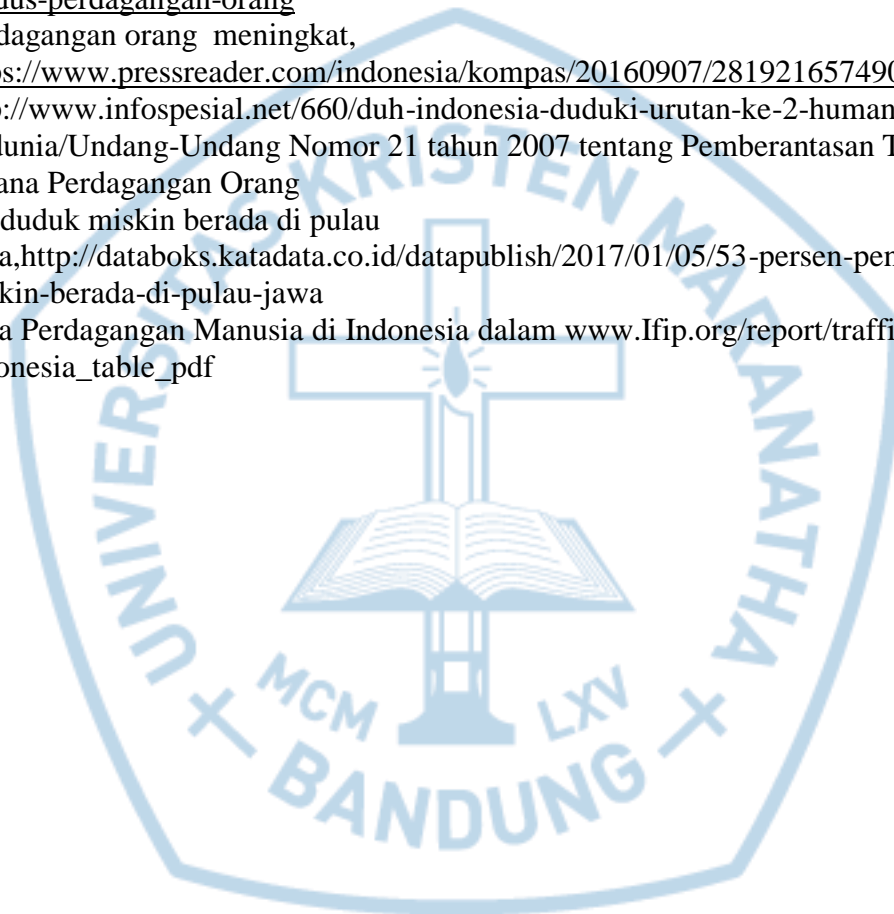 dus-perdagangan-orang
dagangan orang meningkat,
os://www.pressreader.com/indonesia/kompas/20160907/28192165749
://www.infospesial.net/660/duh-indonesia-duduki-urutan-ke-2-human
dunia/Undang-Undang Nomor 21 tahun 2007 tentang Pemberantasan T
ana Perdagangan Orang
duduk miskin berada di pulau
a,http://databoks.katadata.co.id/datapublish/2017/01/05/53-persen-pen
kin-berada-di-pulau-jawa
a Perdagangan Manusia di Indonesia dalam www.Ifip.org/report/traffi
onesia_table_pdf
UNIVERSITAS KRISTEN MARANATHA
MCM LXV
BANDUNG